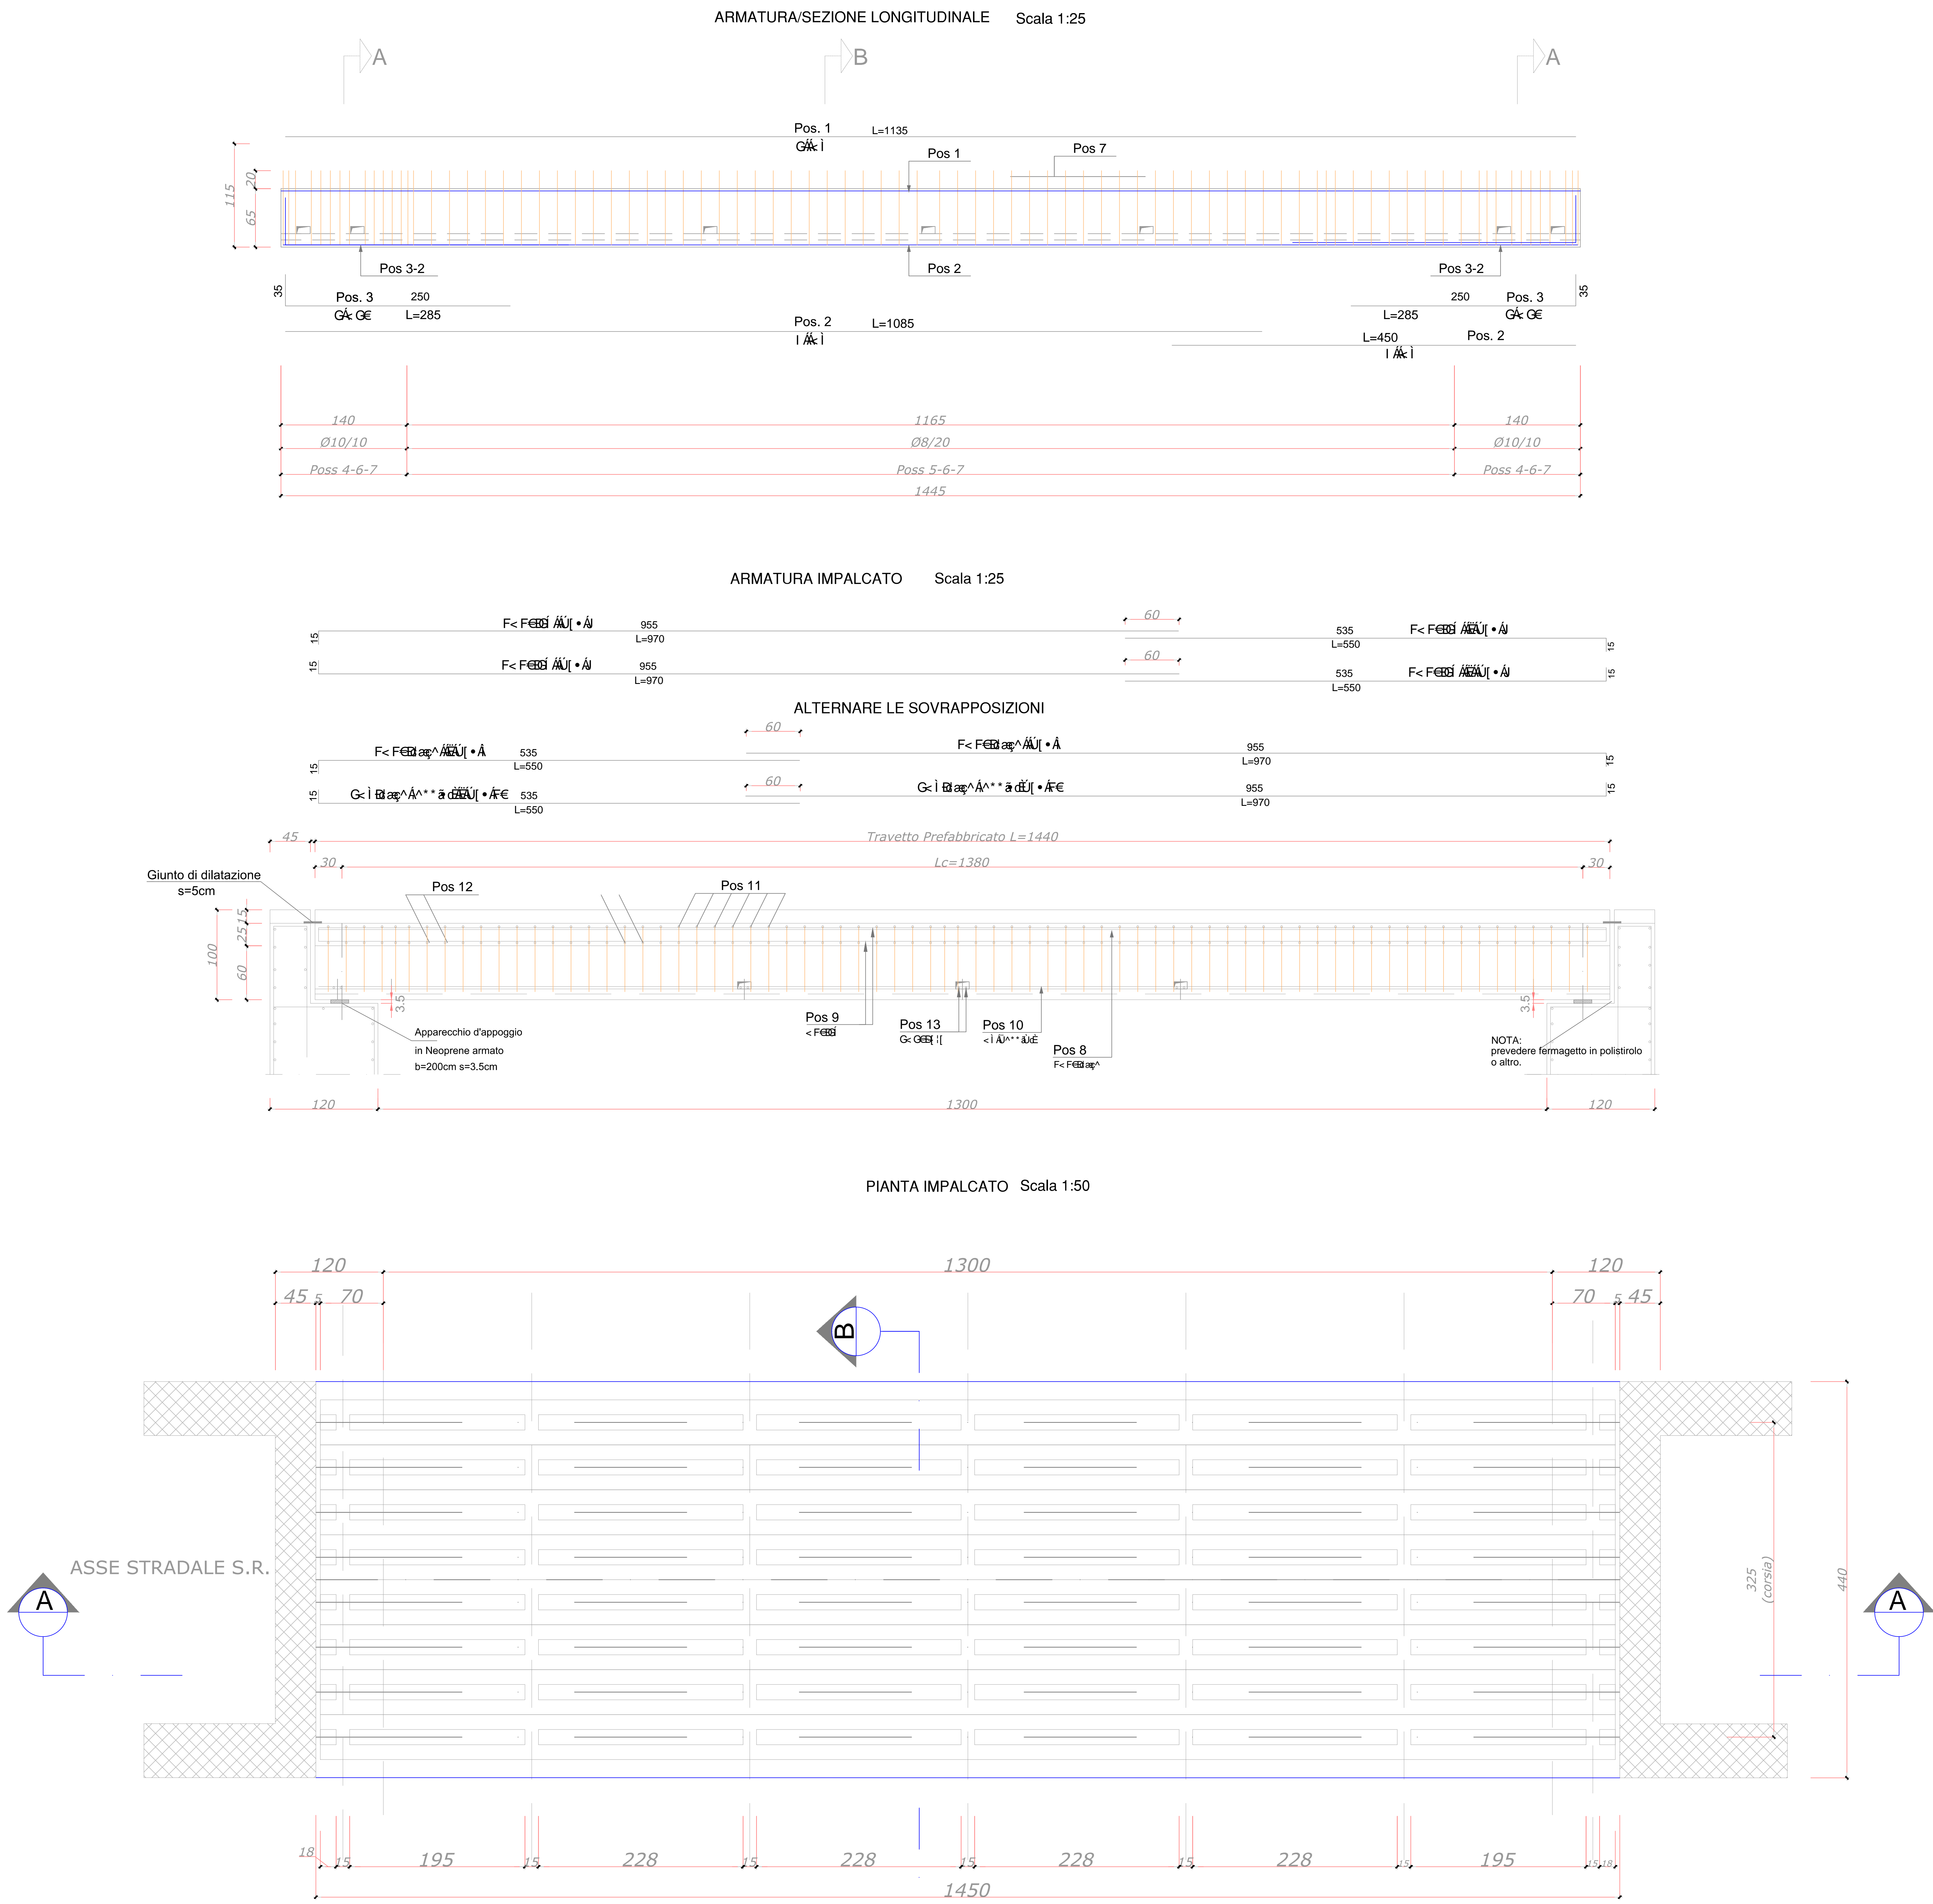 ARMATURA/SEZIONE LONGITUDINALE Scala 1:25
A B A
Pos. 1 L=1135
Pos 1
Pos 7
115
20
65
Pos 3-2
Pos 2
Pos 3-2
35
Pos. 3 250
L=285
250 Pos. 3
L=285
35
Pos. 2 L=1085
L=450 Pos. 2
140 1165 140
Ø10/10 Ø8/20 Ø10/10
Poss 4-6-7 Poss 5-6-7 Poss 4-6-7
1445
ARMATURA IMPALCATO Scala 1:25
15 955
L=970
60
535
L=550
15
15 955
L=970
60
535
L=550
15
ALTERNARE LE SOVRAPPOSIZIONI
15 535
L=550
60
955
L=970
15
15 535
L=550
60
955
L=970
15
45 Travetto Prefabbricato L=1440
30 Lc=1380 30
Giunto di dilatazione
s=5cm
Pos 12
Pos 11
100
15
25
60
3.5
3.5
Apparecchio d'appoggio
in Neoprene armato
b=200cm s=3.5cm
Pos 9
Pos 13
Pos 10
Pos 8
NOTA:
prevedere fermagetto in polistirolo
o altro.
120 1300 120
PIANTA IMPALCATO Scala 1:50
120 1300 120
45 5 70 70 5 45
B
ASSE STRADALE S.R.
A
A
325
(corsia)
440
18 15 195 15 228 15 228 15 228 15 228 15 195 15 18
1450